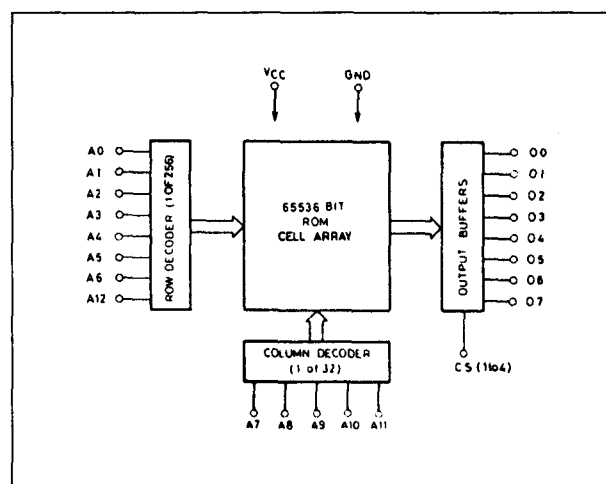 VCC
GND
A0
A1
A2
A3
A4
A5
A6
A12
ROW DECODER (1 OF 256)
65536 BIT
ROM
CELL ARRAY
OUTPUT BUFFERS
O0
O1
O2
O3
O4
O5
O6
O7
COLUMN DECODER
(1 of 32)
CS (1to4)
A7
A8
A9
A10
A11